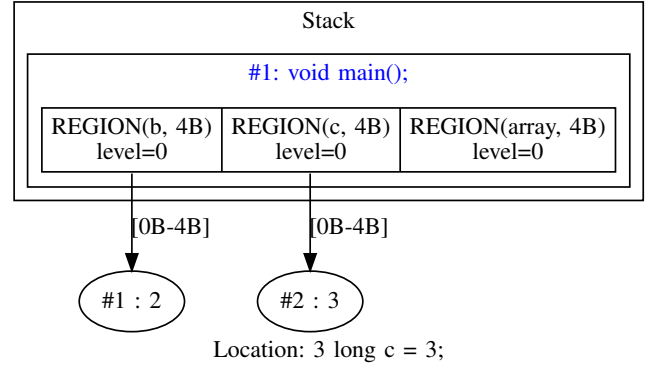 Stack
#1: void main();
REGION(b, 4B) REGION(c, 4B) REGION(array, 4B)
level=0 level=0 level=0
[0B-4B] [0B-4B]
#1 : 2 #2 : 3
Location: 3 long c = 3;